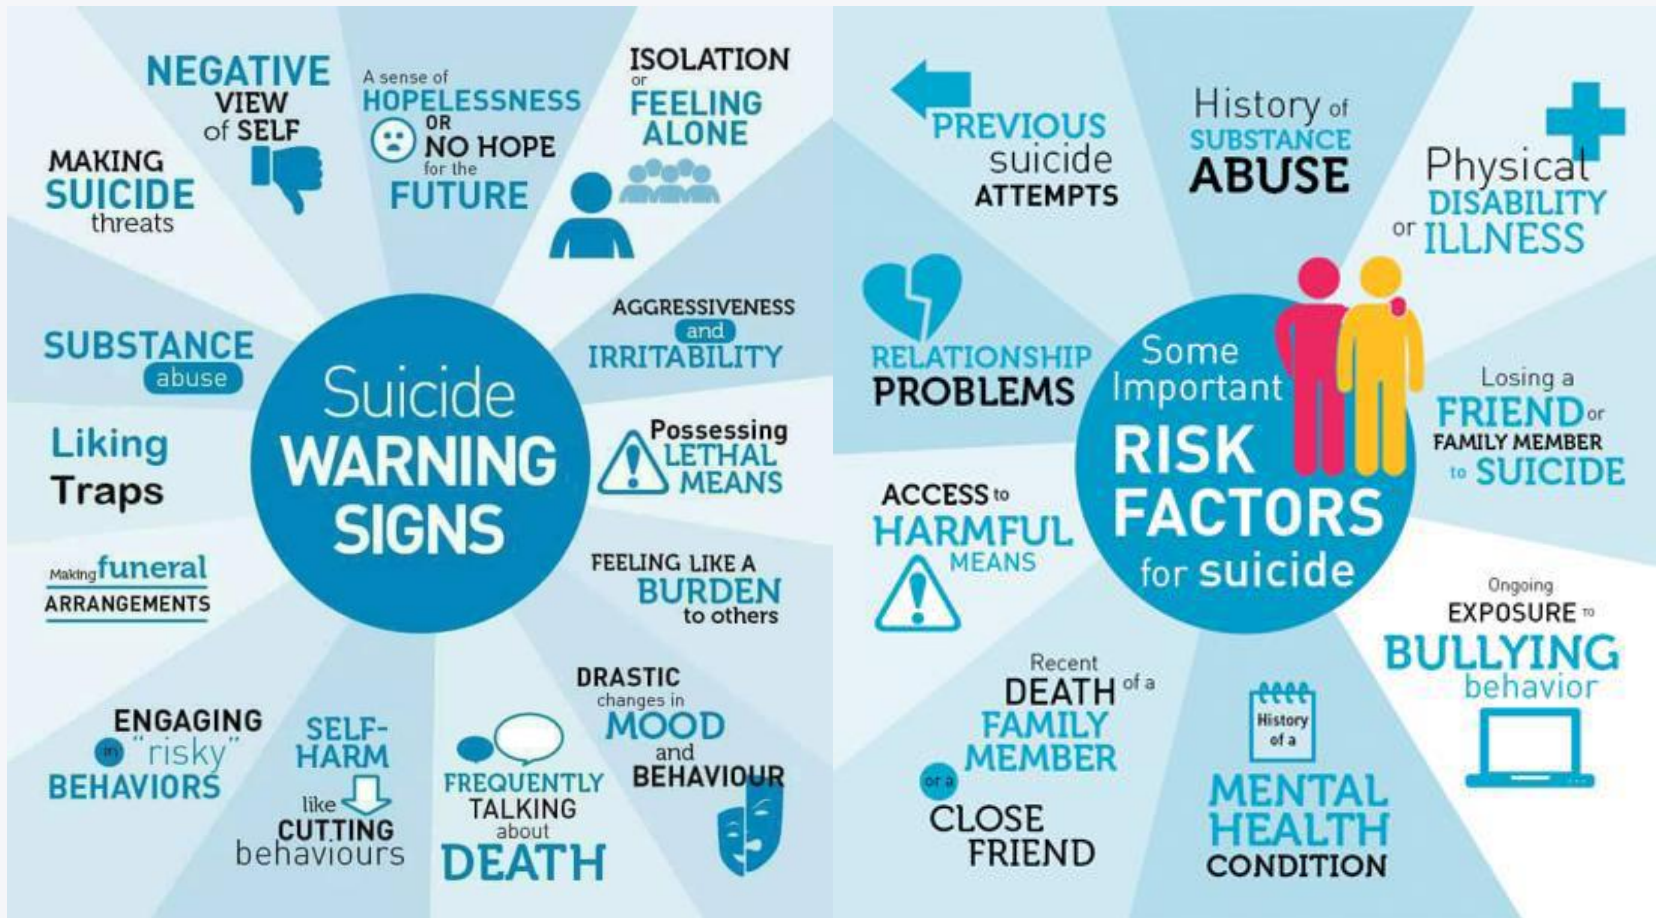 Suicide
WARNING
SIGNS
MAKING
SUICIDE
threats
NEGATIVE
VIEW
of SELF
A sense of
HOPELESSNESS
OR
NO HOPE
for the
FUTURE
ISOLATION
or
FEELING
ALONE
AGGRESSIVENESS
and
IRRITABILITY
Possessing
LETHAL
MEANS
FEELING LIKE A
BURDEN
to others
DRASTIC
changes in
MOOD
and
BEHAVIOUR
FREQUENTLY
TALKING
about
DEATH
SELF-
HARM
like
CUTTING
behaviours
ENGAGING
in "risky"
BEHAVIORS
Making funeral
ARRANGEMENTS
Liking
Traps
SUBSTANCE
abuse
Some
Important
RISK
FACTORS
for suicide
PREVIOUS
suicide
ATTEMPTS
History of
SUBSTANCE
ABUSE
Physical
DISABILITY
or ILLNESS
Losing a
FRIEND or
FAMILY MEMBER
to SUICIDE
Ongoing
EXPOSURE TO
BULLYING
behavior
History
of a
MENTAL
HEALTH
CONDITION
Recent
DEATH of a
FAMILY
MEMBER
or a
CLOSE
FRIEND
ACCESS to
HARMFUL
MEANS
RELATIONSHIP
PROBLEMS